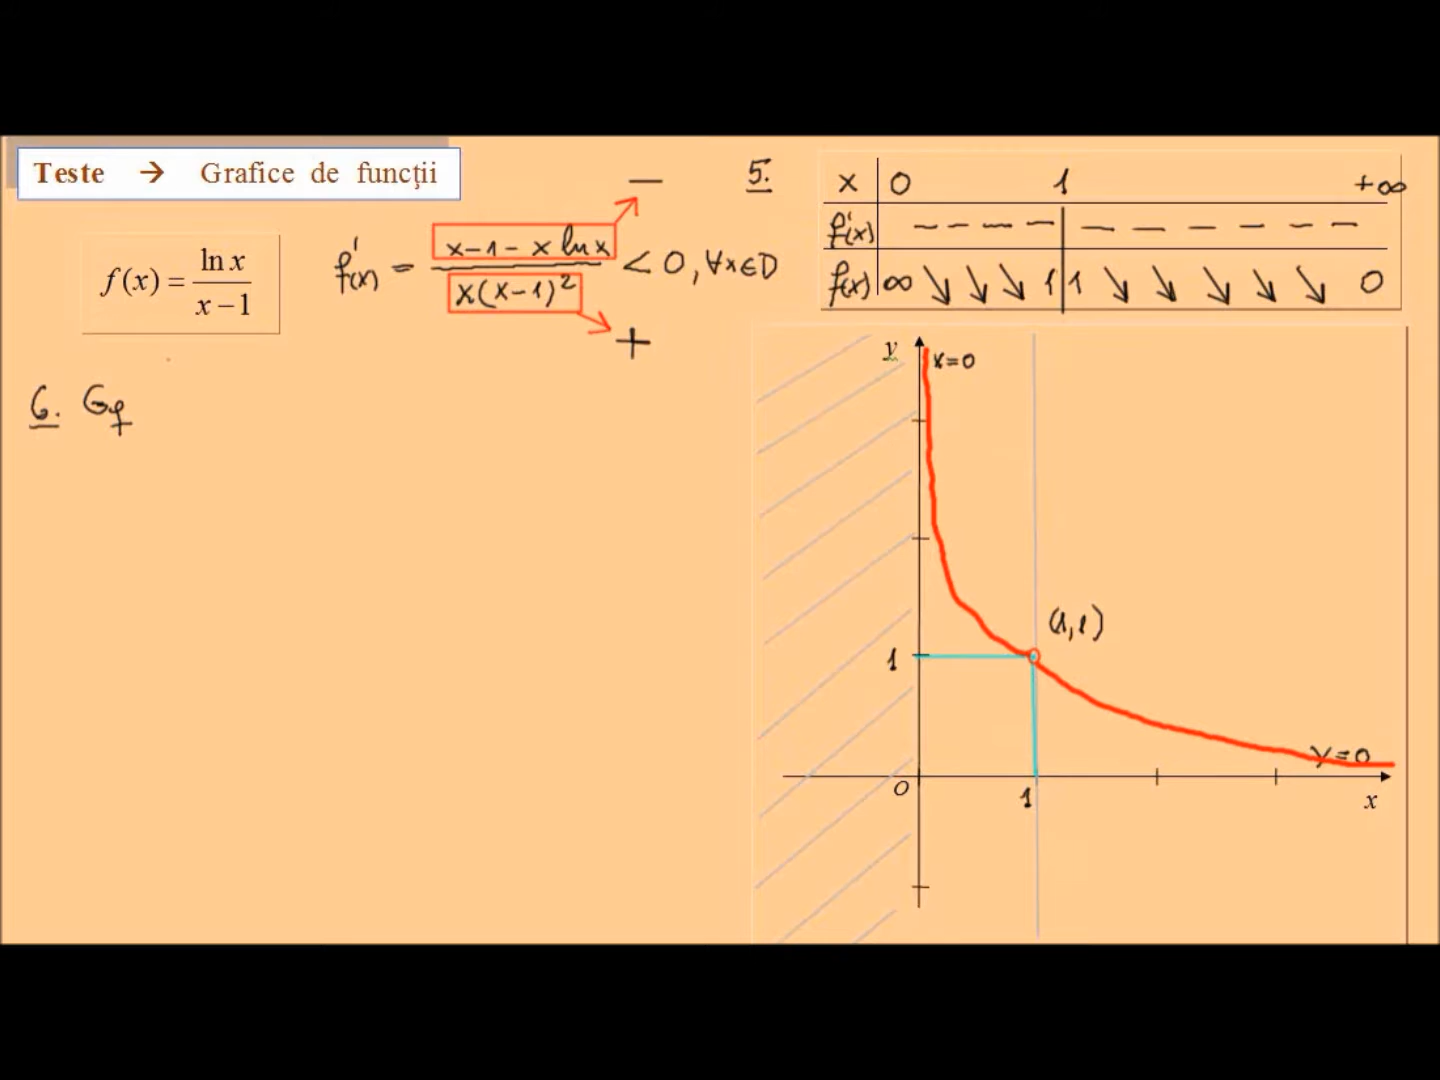 Teste → Grafice de funcții
f(x) = ln x / x − 1
f'(x) = x−1− x ln x / x(x−1)² < 0, ∀x∈D
−
+
5.
x 0 1 +∞
f'(x) − − − − | − − − − − − −
f(x) ∞ ↘ ↘ ↘ 1 | 1 ↘ ↘ ↘ ↘ ↘ 0
6. Gf
y
x=0
(1,1)
1
y=0
O
1
x